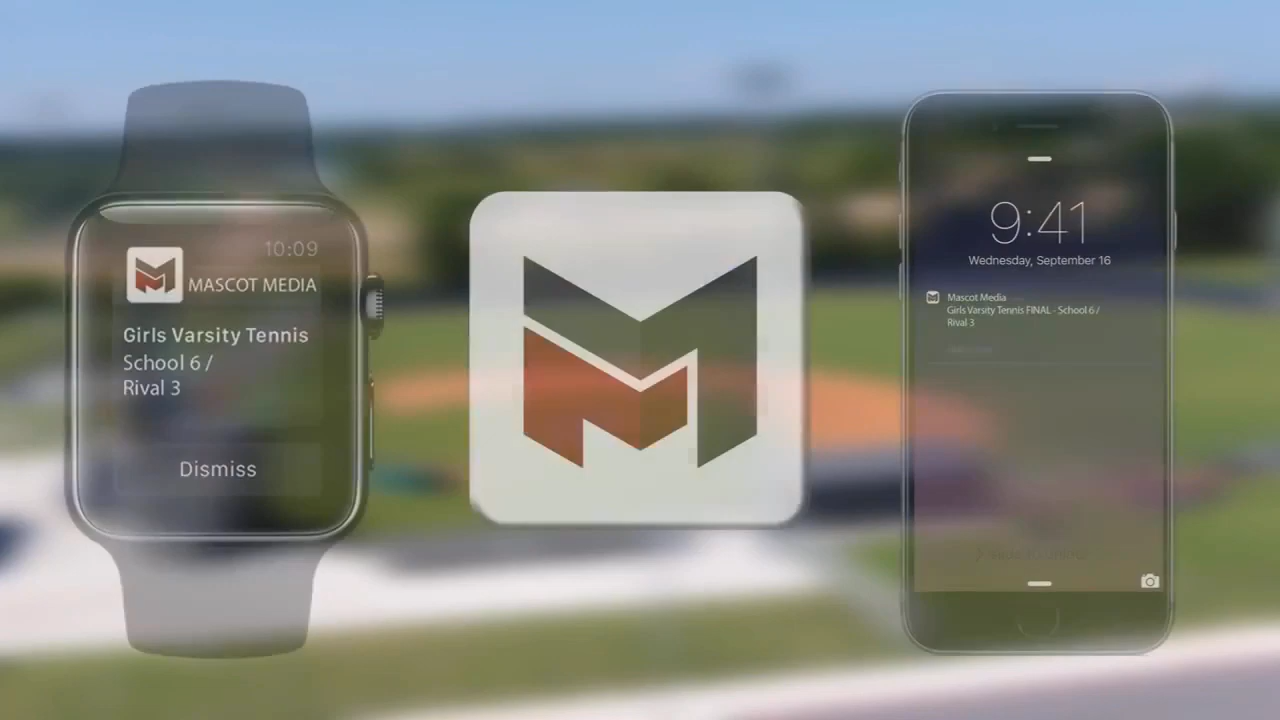 10:09
MASCOT MEDIA
Girls Varsity Tennis
School 6 /
Rival 3
Dismiss
9:41
Wednesday, September 16
Mascot Media
Girls Varsity Tennis FINAL - School 6 /
Rival 3